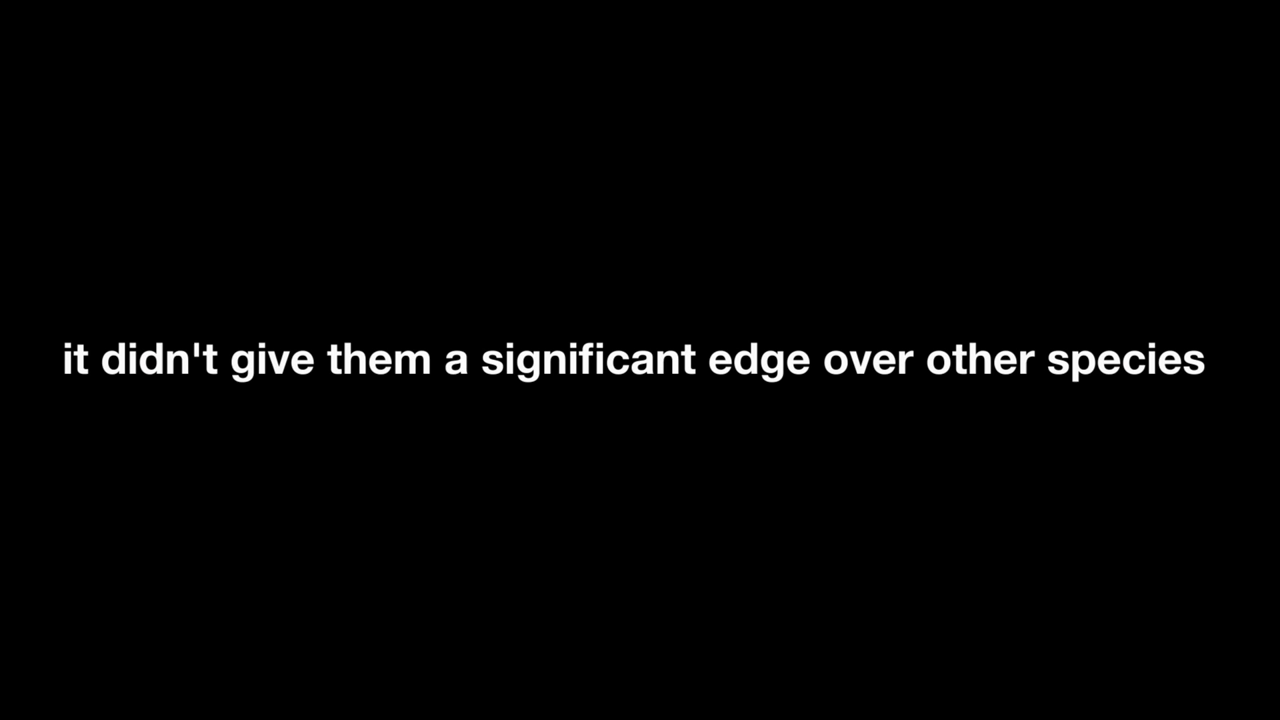 it didn't give them a significant edge over other species